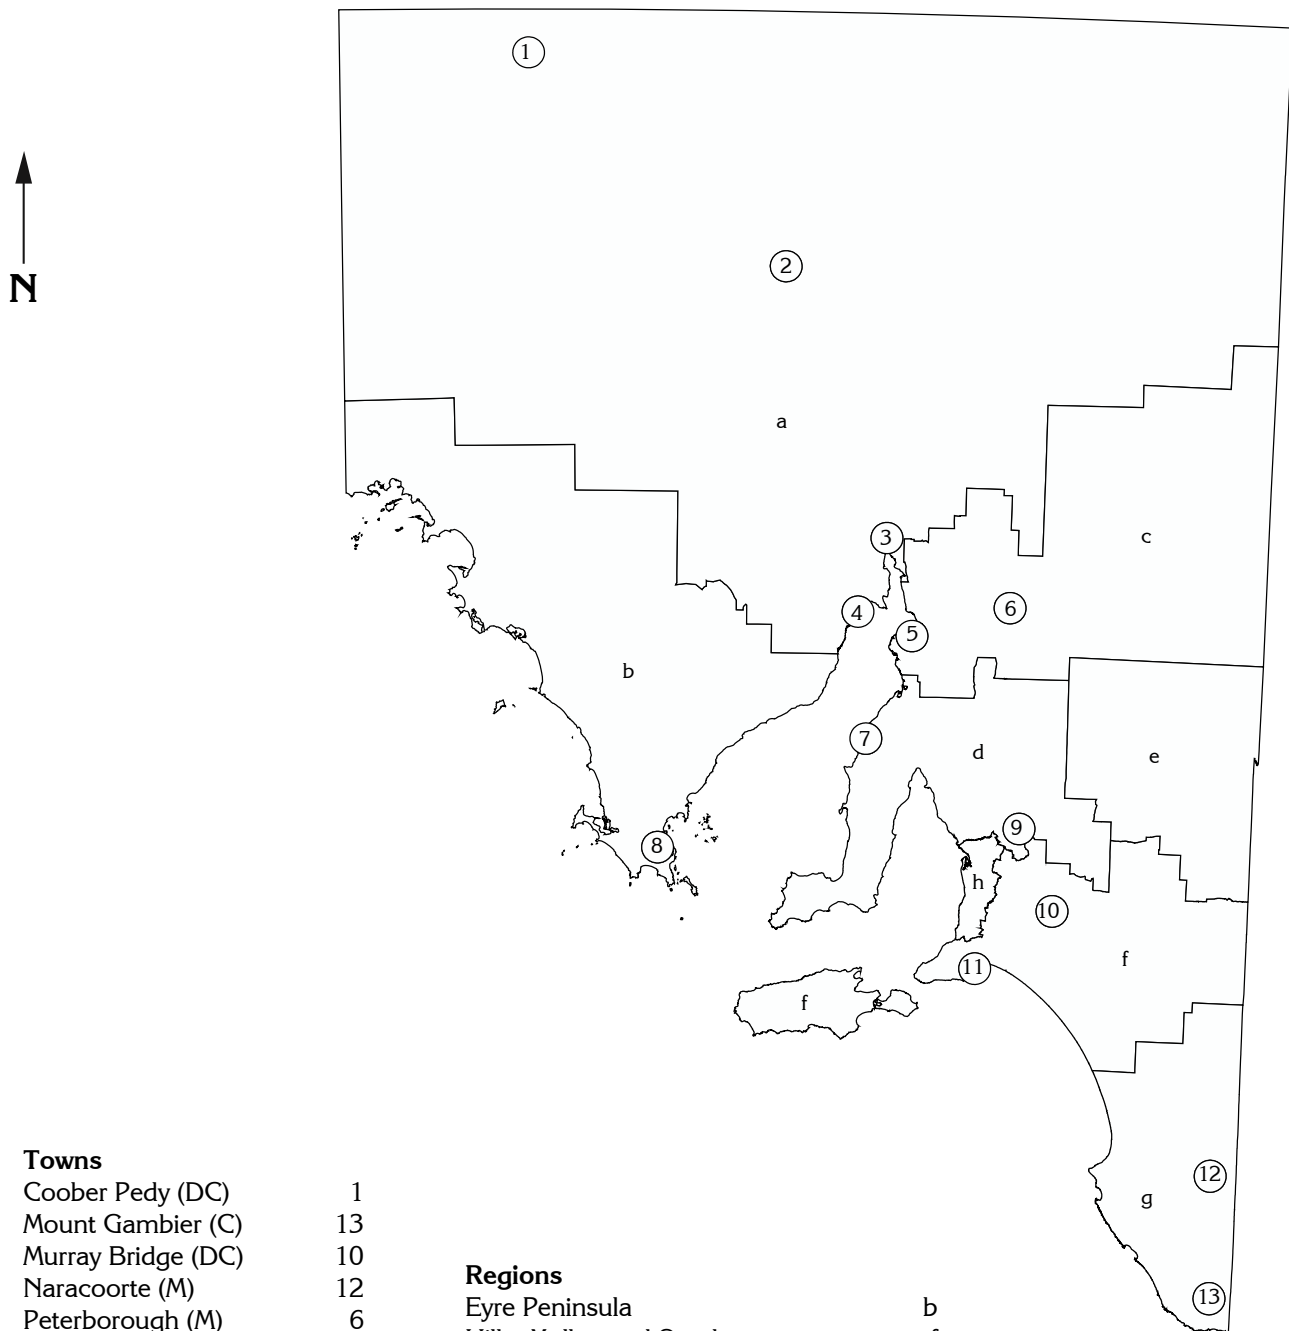 1
2
N
a
3
c
4
6
5
b
7
d
e
9
8
h
10
f
11
f
12
g
13
Towns
Coober Pedy (DC) 1
Mount Gambier (C) 13
Murray Bridge (DC) 10
Naracoorte (M) 12
Peterborough (M) 6
Regions
Eyre Peninsula b